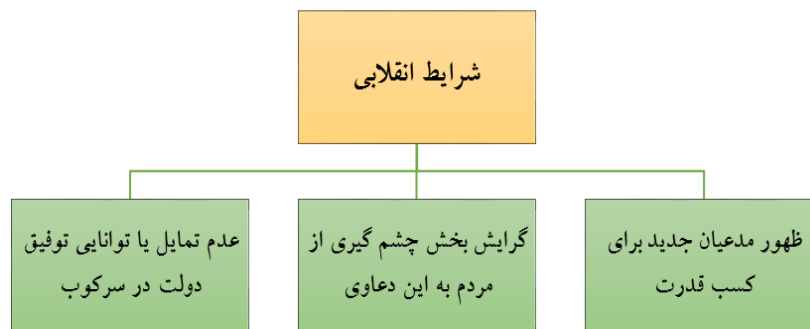 شرایط انقلابی
ظهور مدعیان جدید برای
کسب قدرت
گرایش بخش چشم گیری از
مردم به این دعاوی
عدم تمایل یا توانایی توفیق
دولت در سرکوب